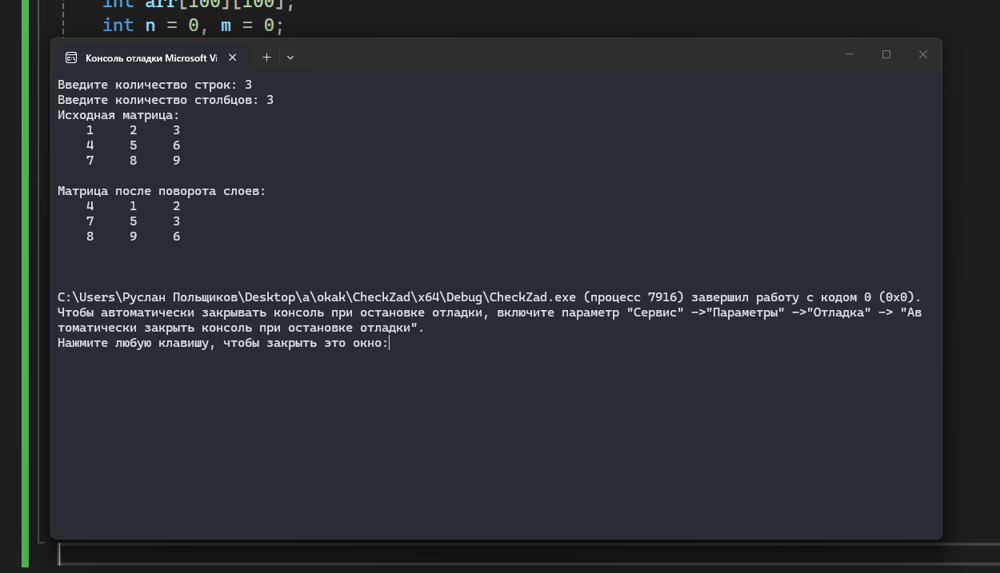 int arr[100][100];
int n = 0, m = 0;
Консоль отладки Microsoft Vi
Введите количество строк: 3
Введите количество столбцов: 3
Исходная матрица:
1 2 3
4 5 6
7 8 9
Матрица после поворота слоев:
4 1 2
7 5 3
8 9 6
C:\Users\Руслан Польщиков\Desktop\a\okak\CheckZad\x64\Debug\CheckZad.exe (процесс 7916) завершил работу с кодом 0 (0x0).
Чтобы автоматически закрывать консоль при остановке отладки, включите параметр "Сервис" ->"Параметры" ->"Отладка" -> "Ав
томатически закрыть консоль при остановке отладки".
Нажмите любую клавишу, чтобы закрыть это окно: